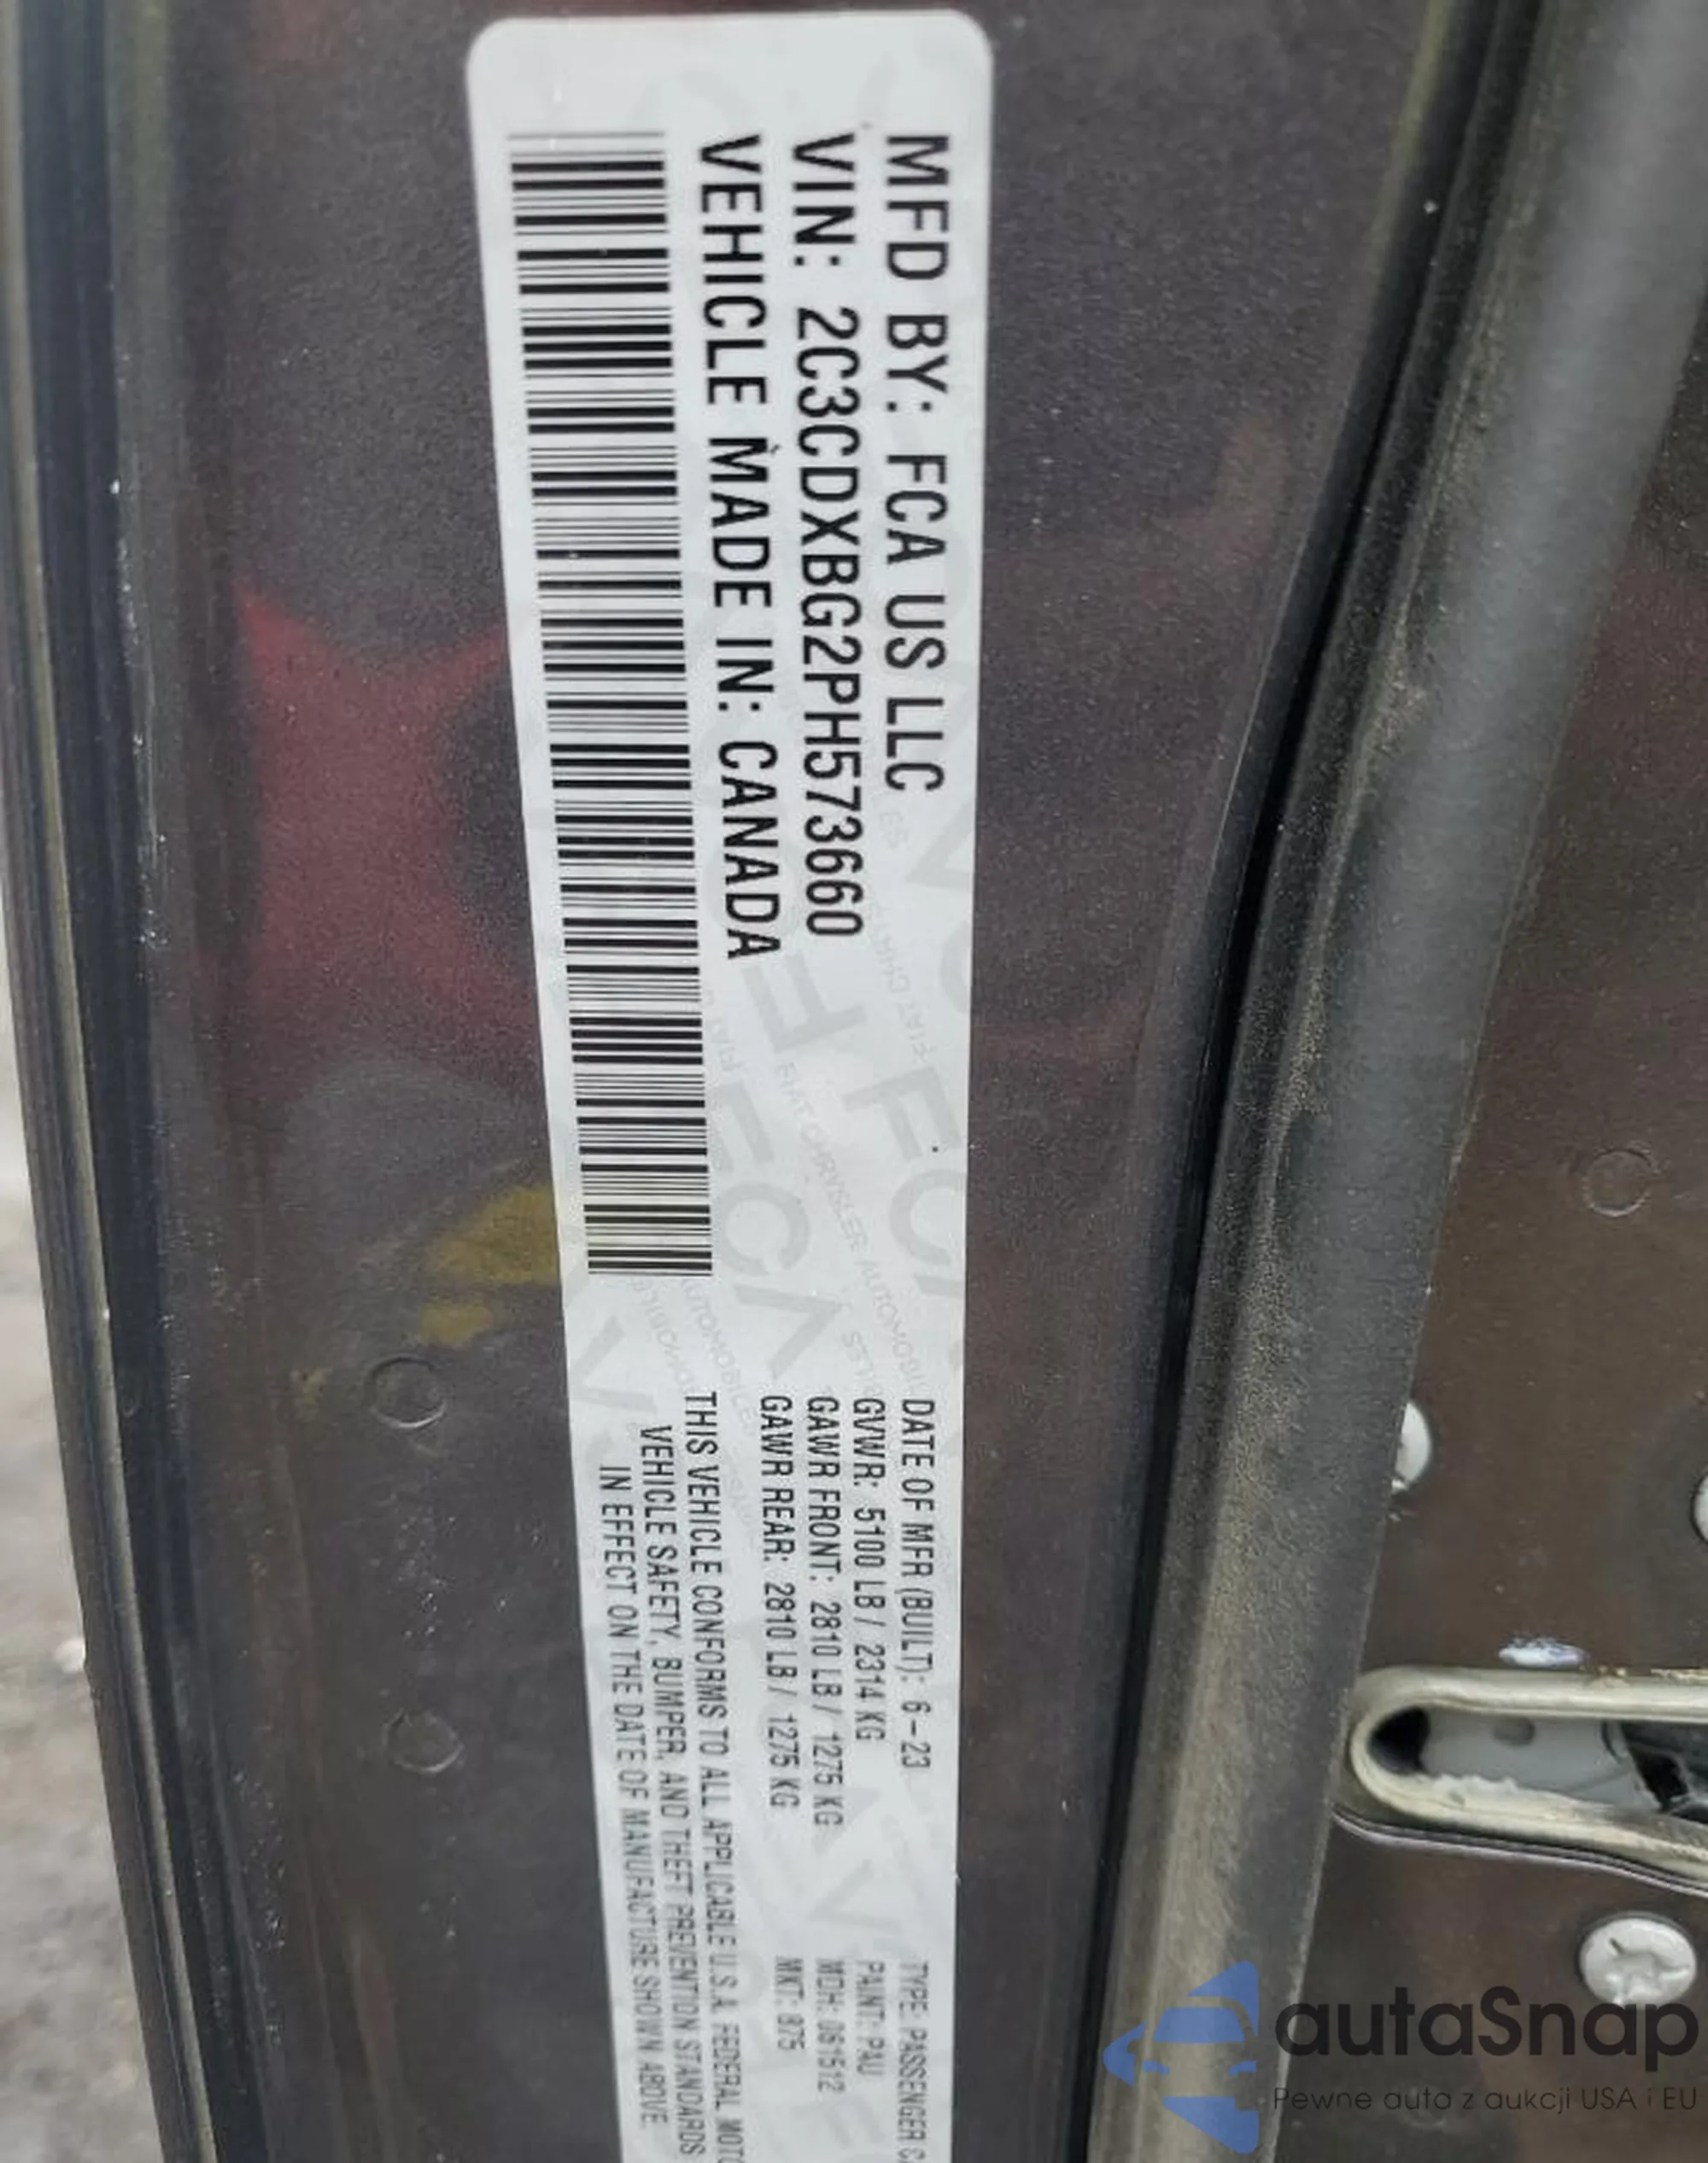 MFD BY: FCA US LLC
VIN: 2C3CDXBG2PH573660
VEHICLE MADE IN: CANADA
DATE OF MFR (BUILT): 6-23
GVWR: 5100 LB / 2314 KG
GAWR FRONT: 2810 LB / 1275 KG
GAWR REAR: 2810 LB / 1275 KG
THIS VEHICLE CONFORMS TO ALL APPLICABLE U.S.A. FEDERAL
VEHICLE SAFETY, BUMPER, AND THEFT PREVENTION STANDARDS
IN EFFECT ON THE DATE OF MANUFACTURE SHOWN ABOVE.
TYPE: PASSENGER
PAINT: PAU
MDH: 061512
MKT: 875
autaSnap
Pewne auta z aukcji USA i EU